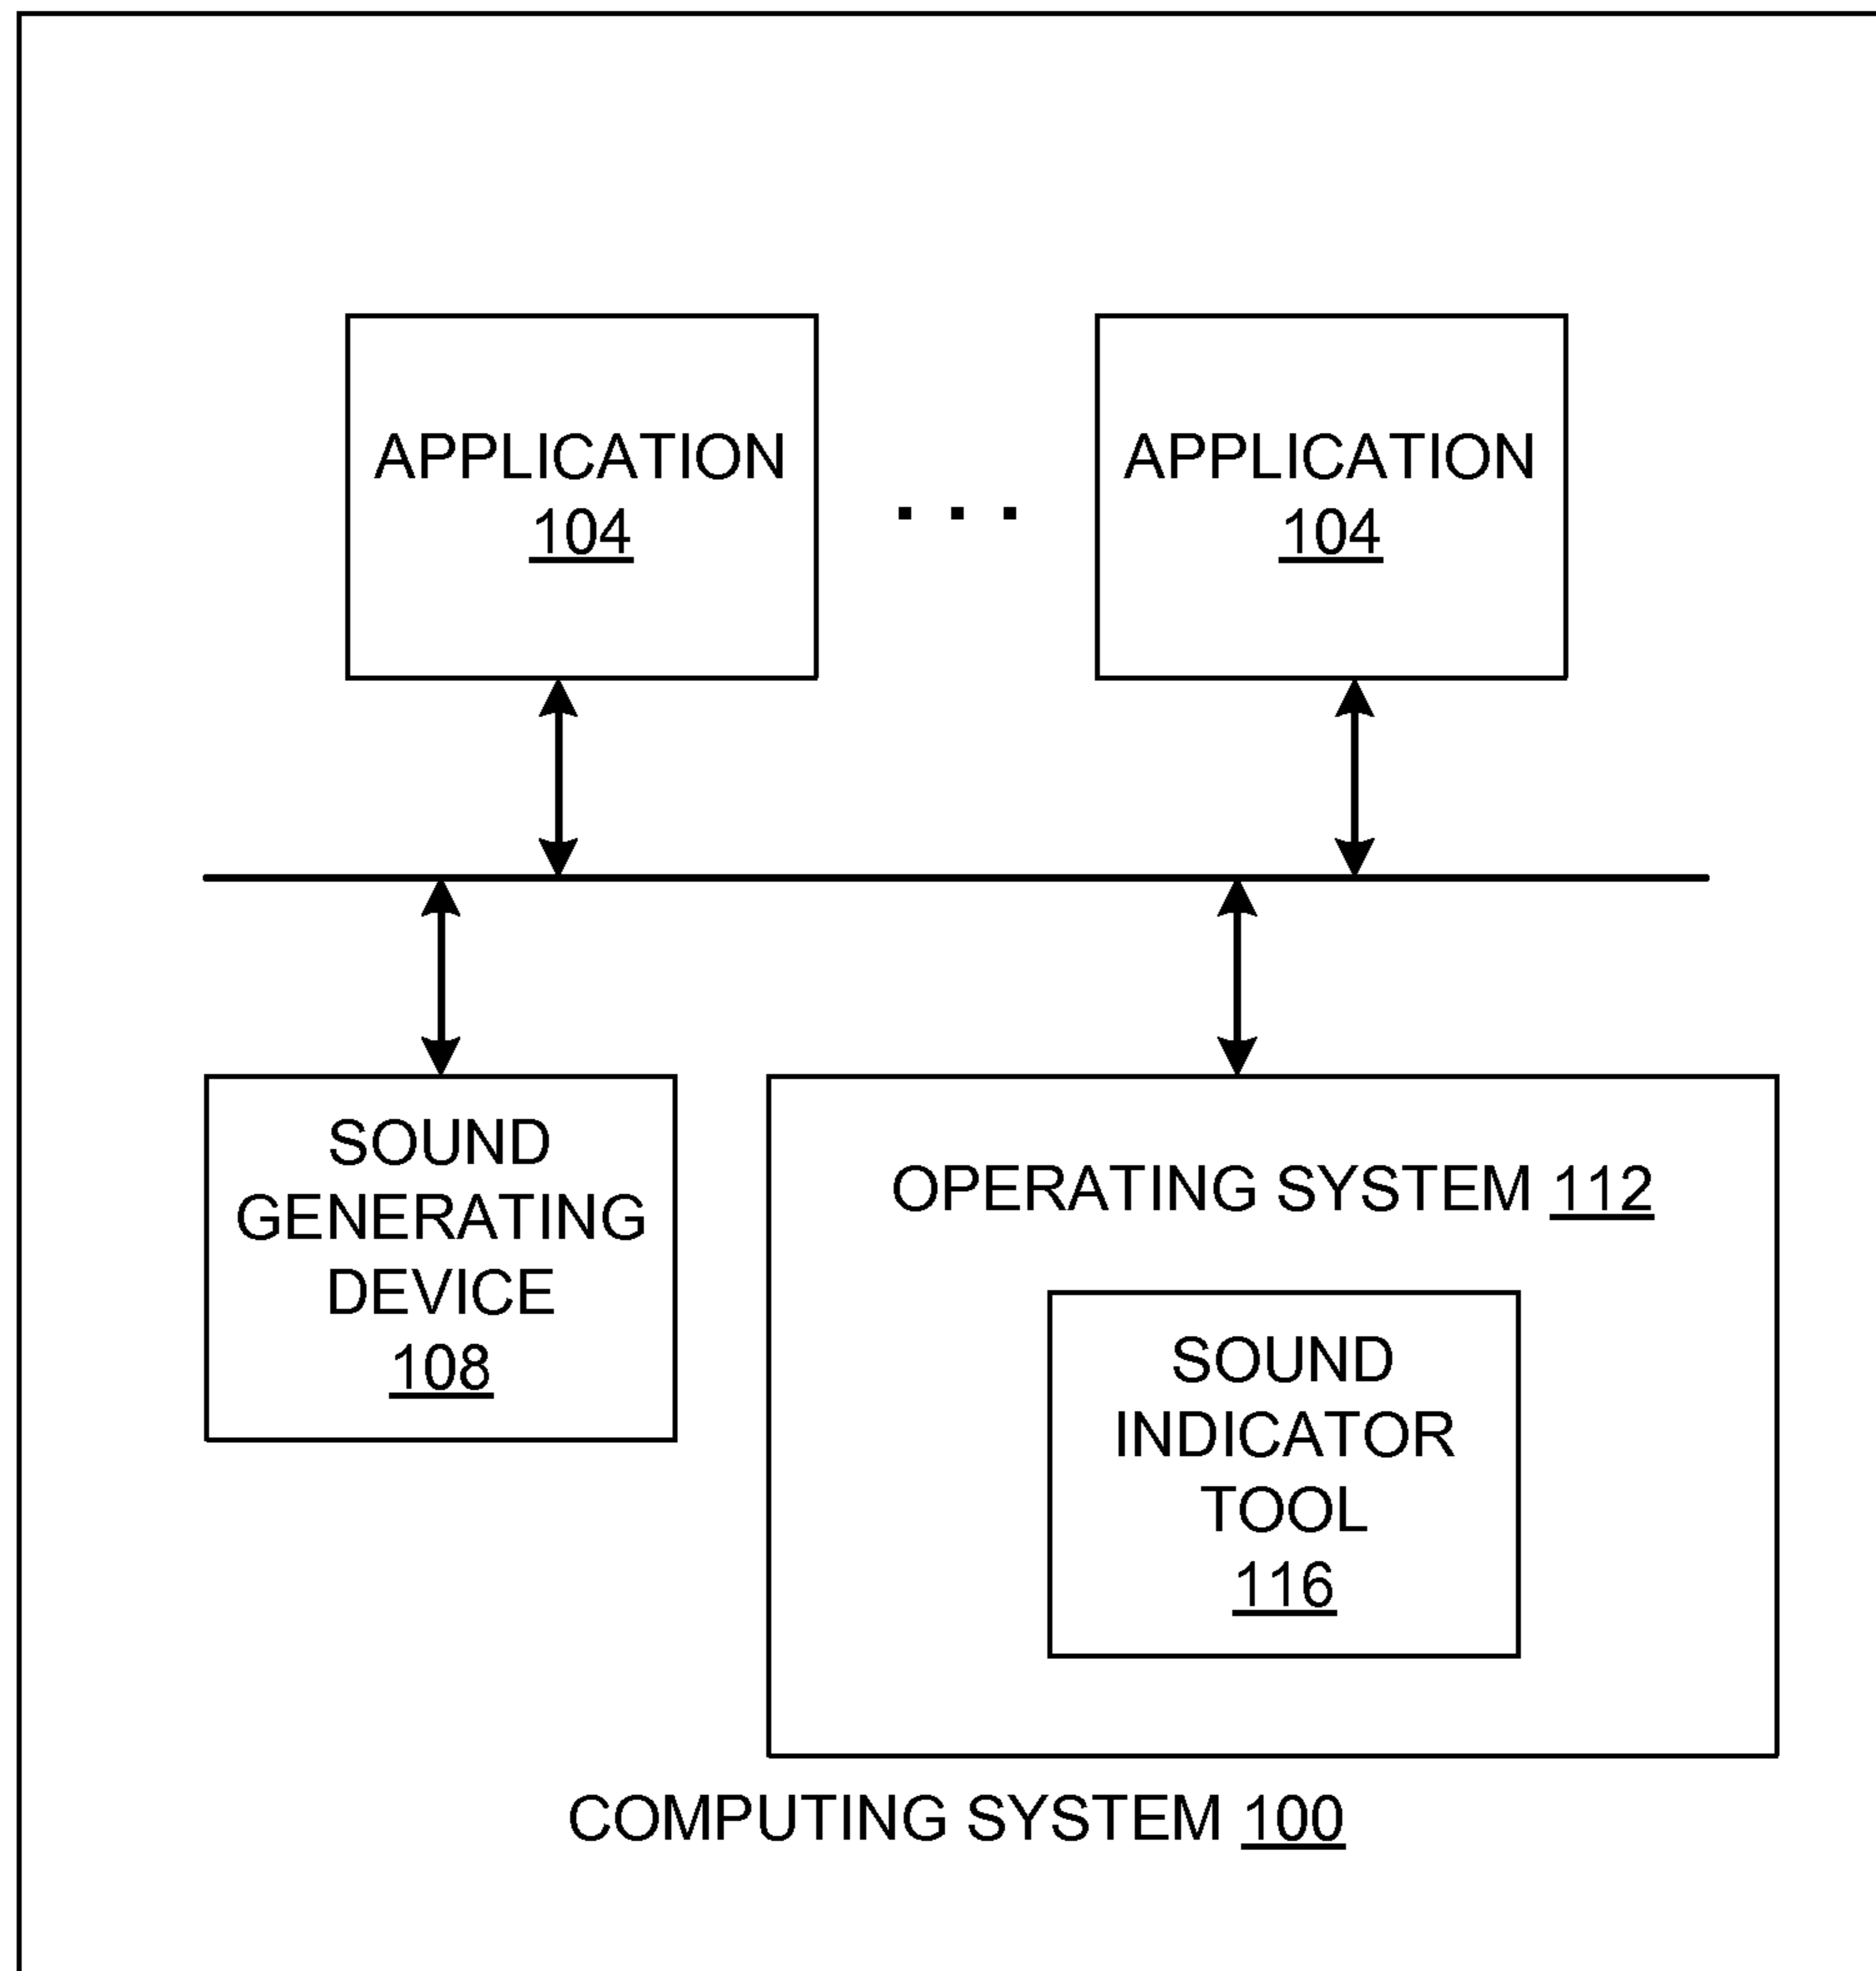 APPLICATION
104
. . .
APPLICATION
104
SOUND
GENERATING
DEVICE
108
OPERATING SYSTEM 112
SOUND
INDICATOR
TOOL
116
COMPUTING SYSTEM 100